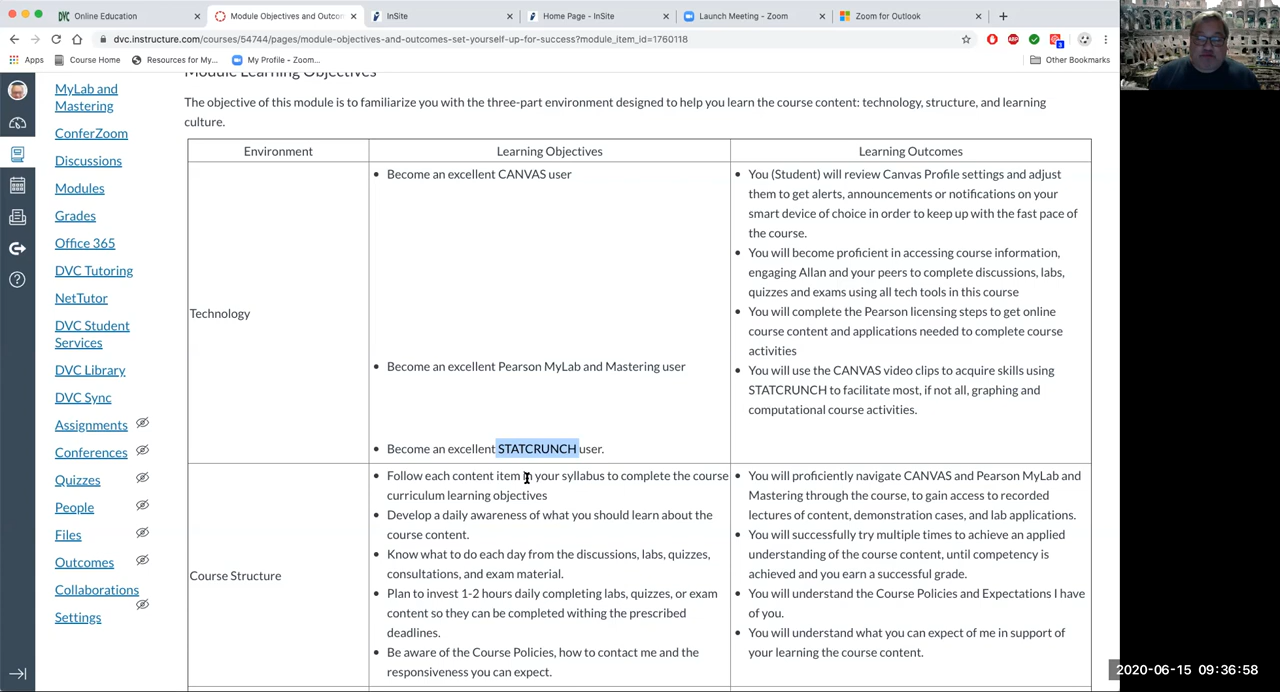 Online Education
Module Objectives and Outcom
InSite
Home Page - InSite
Launch Meeting - Zoom
Zoom for Outlook
dvc.instructure.com/courses/54744/pages/module-objectives-and-outcomes-set-yourself-up-for-success?module_item_id=1760118
Apps
Course Home
Resources for My...
My Profile - Zoom...
Other Bookmarks
MyLab and
Mastering
ConferZoom
Discussions
Modules
Grades
Office 365
DVC Tutoring
NetTutor
DVC Student
Services
DVC Library
DVC Sync
Assignments
Conferences
Quizzes
People
Files
Outcomes
Collaborations
Settings
Module Learning Objectives
The objective of this module is to familiarize you with the three-part environment designed to help you learn the course content: technology, structure, and learning
culture.
Environment
Learning Objectives
Learning Outcomes
Technology
• Become an excellent CANVAS user
• Become an excellent Pearson MyLab and Mastering user
• Become an excellent STATCRUNCH user.
• You (Student) will review Canvas Profile settings and adjust
them to get alerts, announcements or notifications on your
smart device of choice in order to keep up with the fast pace of
the course.
• You will become proficient in accessing course information,
engaging Allan and your peers to complete discussions, labs,
quizzes and exams using all tech tools in this course
• You will complete the Pearson licensing steps to get online
course content and applications needed to complete course
activities
• You will use the CANVAS video clips to acquire skills using
STATCRUNCH to facilitate most, if not all, graphing and
computational course activities.
Course Structure
• Follow each content item in your syllabus to complete the course
curriculum learning objectives
• Develop a daily awareness of what you should learn about the
course content.
• Know what to do each day from the discussions, labs, quizzes,
consultations, and exam material.
• Plan to invest 1-2 hours daily completing labs, quizzes, or exam
content so they can be completed withing the prescribed
deadlines.
• Be aware of the Course Policies, how to contact me and the
responsiveness you can expect.
• You will proficiently navigate CANVAS and Pearson MyLab and
Mastering through the course, to gain access to recorded
lectures of content, demonstration cases, and lab applications.
• You will successfully try multiple times to achieve an applied
understanding of the course content, until competency is
achieved and you earn a successful grade.
• You will understand the Course Policies and Expectations I have
of you.
• You will understand what you can expect of me in support of
your learning the course content.
2020-06-15 09:36:58